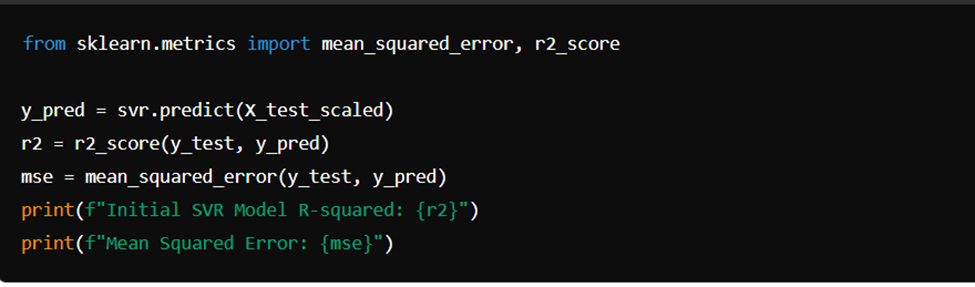 from sklearn.metrics import mean_squared_error, r2_score
y_pred = svr.predict(X_test_scaled)
r2 = r2_score(y_test, y_pred)
mse = mean_squared_error(y_test, y_pred)
print(f"Initial SVR Model R-squared: {r2}")
print(f"Mean Squared Error: {mse}")